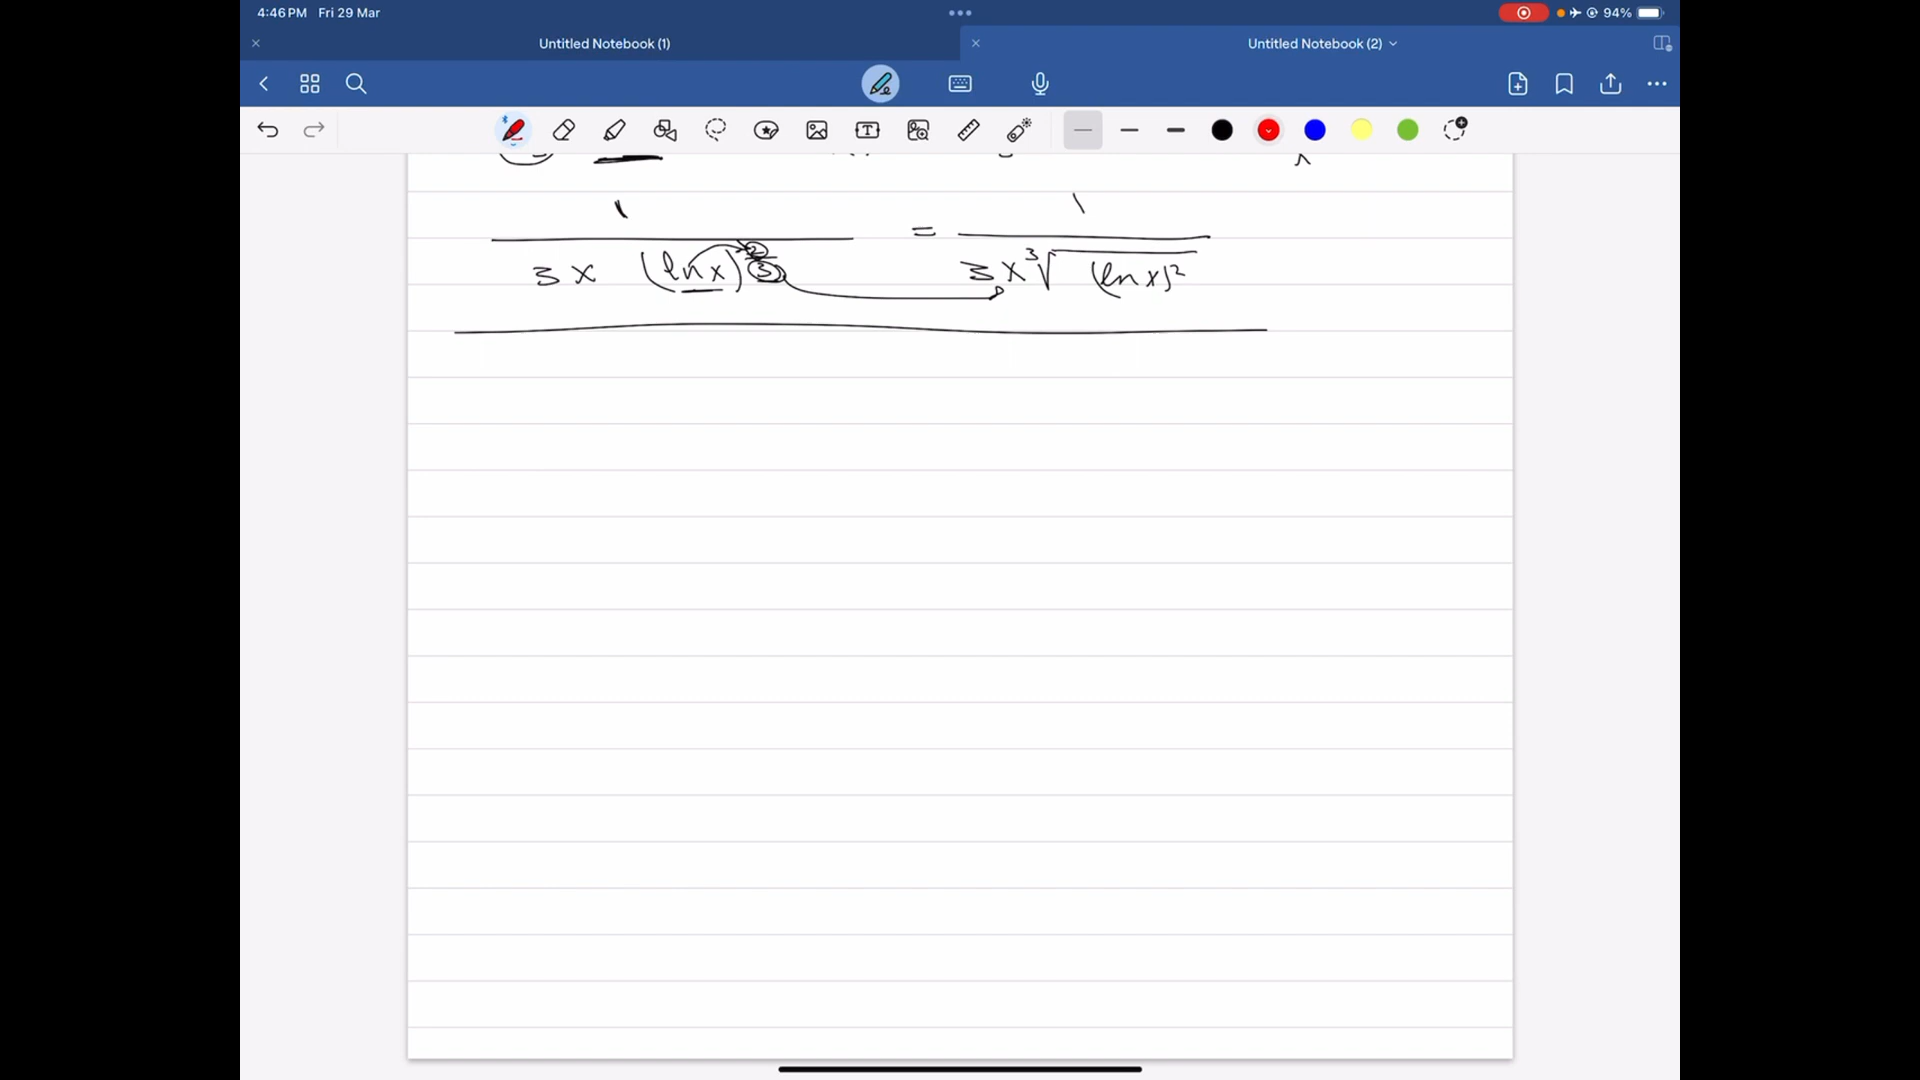 4:46 PM Fri 29 Mar 94%
Untitled Notebook (1) Untitled Notebook (2)
1 / 3x (ln x)^(2/3) = 1 / 3x ∛(ln x)²